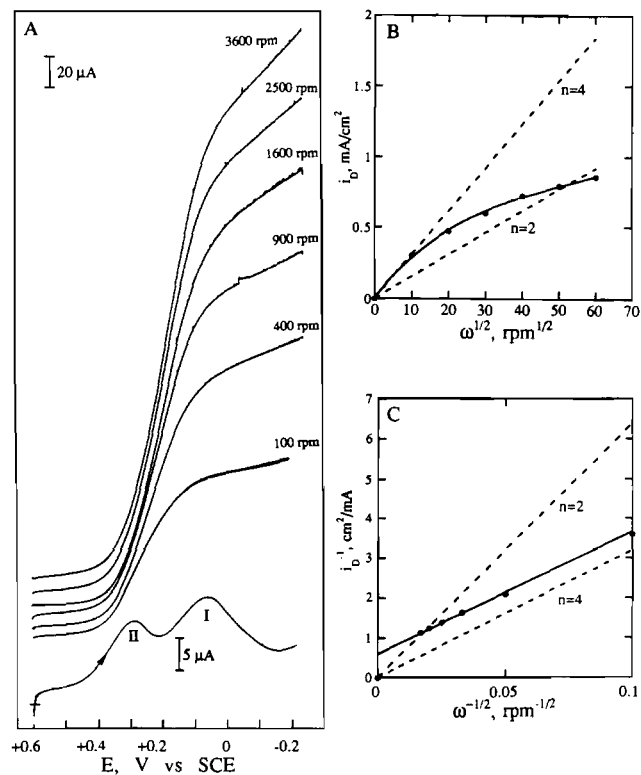 A
20 μA
3600 rpm
2500 rpm
1600 rpm
900 rpm
400 rpm
100 rpm
II
I
5 μA
+0.6 +0.4 +0.2 0 -0.2
E, V vs SCE
B
2
1.5
1
0.5
0
i_D, mA/cm²
n=4
n=2
0 10 20 30 40 50 60 70
ω^1/2, rpm^1/2
C
7
6
5
4
3
2
1
0
i_D^-1, cm²/mA
n=2
n=4
0 0.05 0.1
ω^-1/2, rpm^-1/2